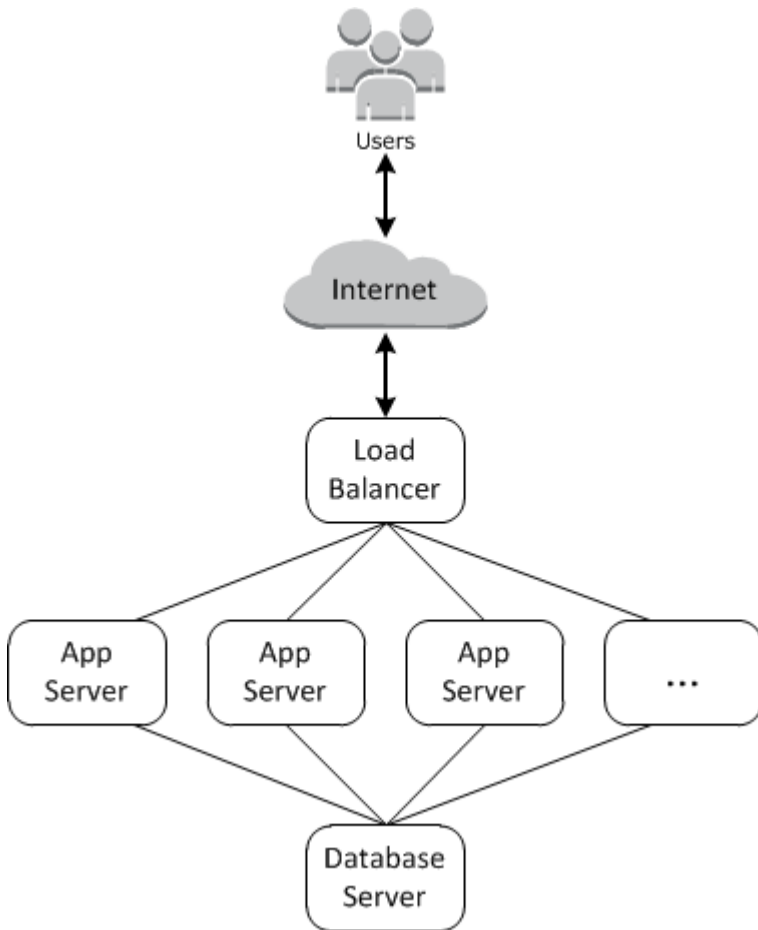 Users
Internet
Load
Balancer
App
Server
App
Server
App
Server
...
Database
Server